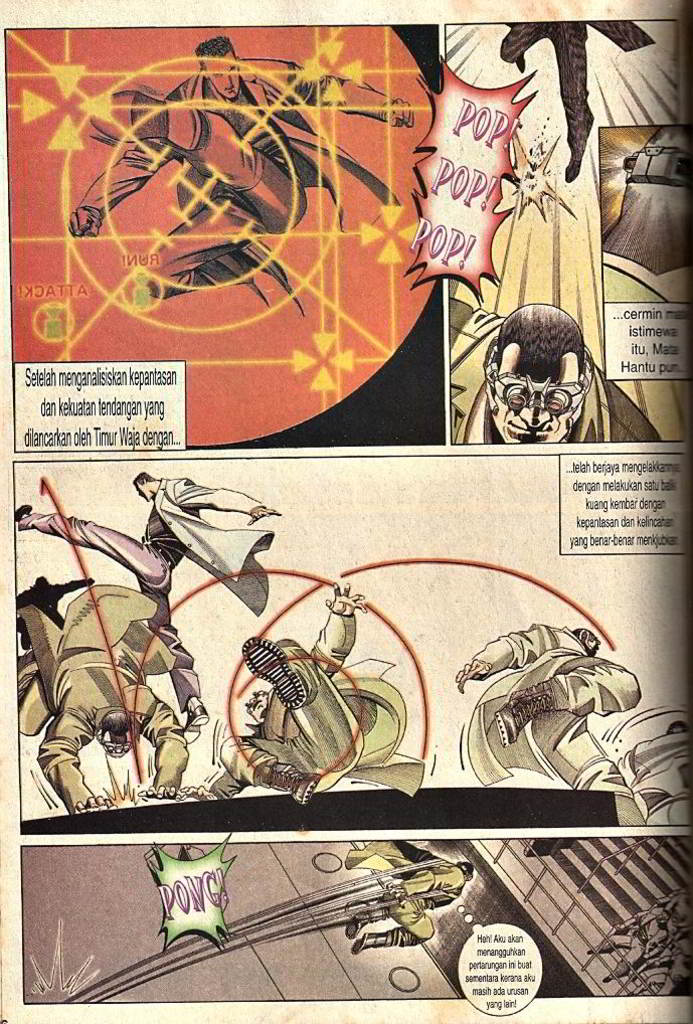 POP!
POP!
POP!
RUN!
ATTACK!
Setelah menganalisiskan kepantasan
dan kekuatan tendangan yang
dilancarkan oleh Timur Waja dengan...
...cermin
istimewa
itu, Mata
Hantu pun...
...telah berjaya mengelakkannya
dengan melakukan satu balik
kuang kembar dengan
kepantasan dan kelincahan
yang benar-benar menkjubkan.
PONG!
Heh! Aku akan
menangguhkan
pertarungan ini buat
sementara kerana aku
masih ada urusan
yang lain!